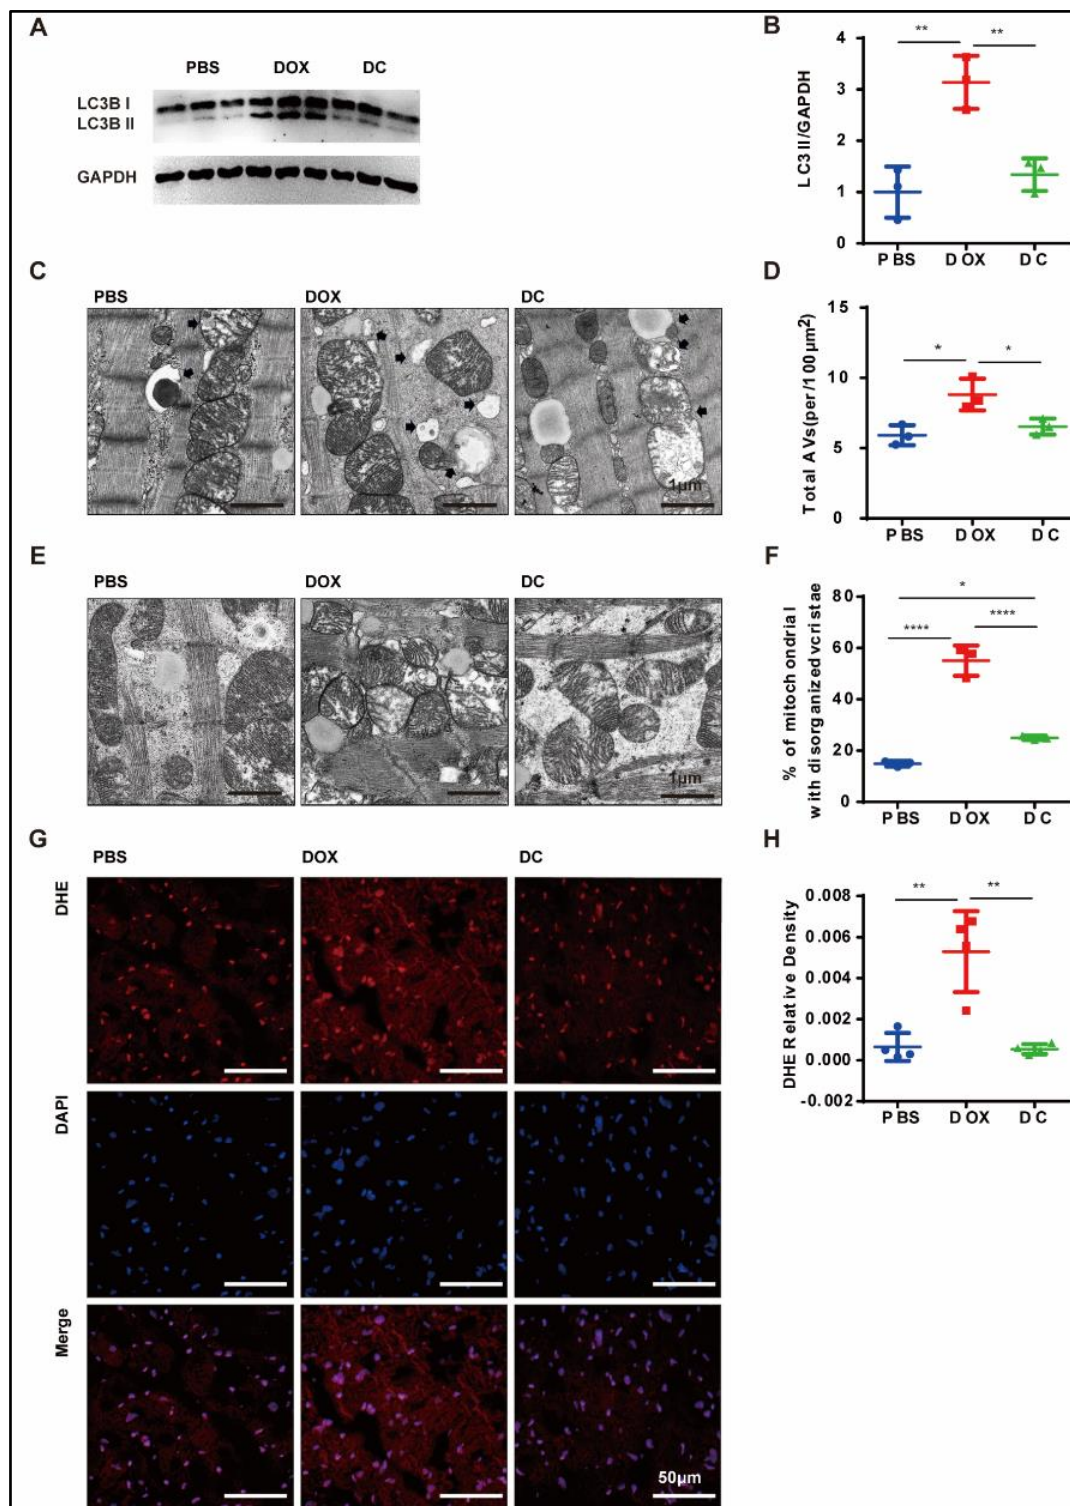 A
PBS DOX DC
LC3B I
LC3B II
GAPDH
B
** **
LC3 II/GAPDH
4
3
2
1
0
PBS DOX DC
C
PBS DOX DC
1μm
D
* *
Total AVs(per/100μm²)
15
10
5
0
PBS DOX DC
E
PBS DOX DC
1μm
F
*
**** ****
% of mitochondrial
with disorganized vcristae
80
60
40
20
0
PBS DOX DC
G
PBS DOX DC
DHE
DAPI
Merge
50μm
H
** **
DHE Relative Density
0.008
0.006
0.004
0.002
0.000
-0.002
PBS DOX DC